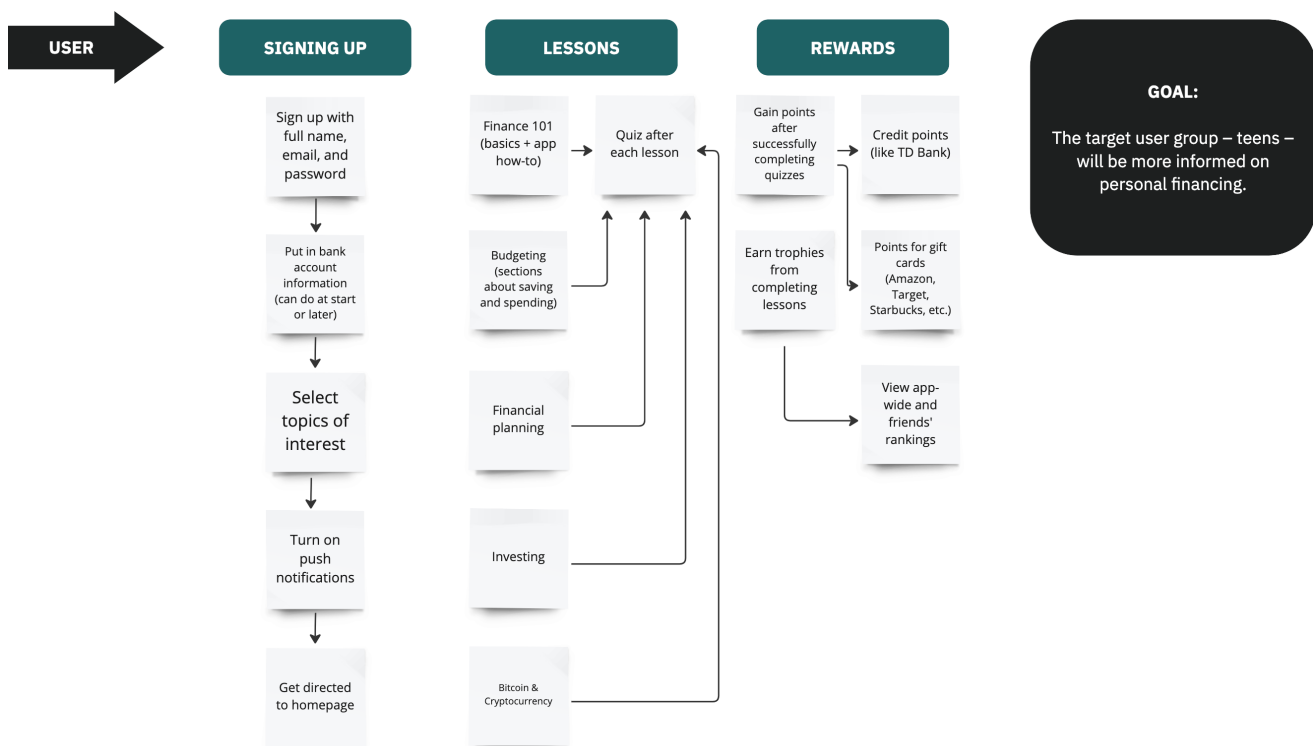 USER
SIGNING UP
LESSONS
REWARDS
GOAL:
The target user group – teens –
will be more informed on
personal financing.
Sign up with
full name,
email, and
password
Put in bank
account
information
(can do at start
or later)
Select
topics of
interest
Turn on
push
notifications
Get directed
to homepage
Finance 101
(basics + app
how-to)
Quiz after
each lesson
Budgeting
(sections
about saving
and spending)
Financial
planning
Investing
Bitcoin &
Cryptocurrency
Gain points
after
successfully
completing
quizzes
Credit points
(like TD Bank)
Earn trophies
from
completing
lessons
Points for gift
cards
(Amazon,
Target,
Starbucks, etc.)
View app-
wide and
friends'
rankings